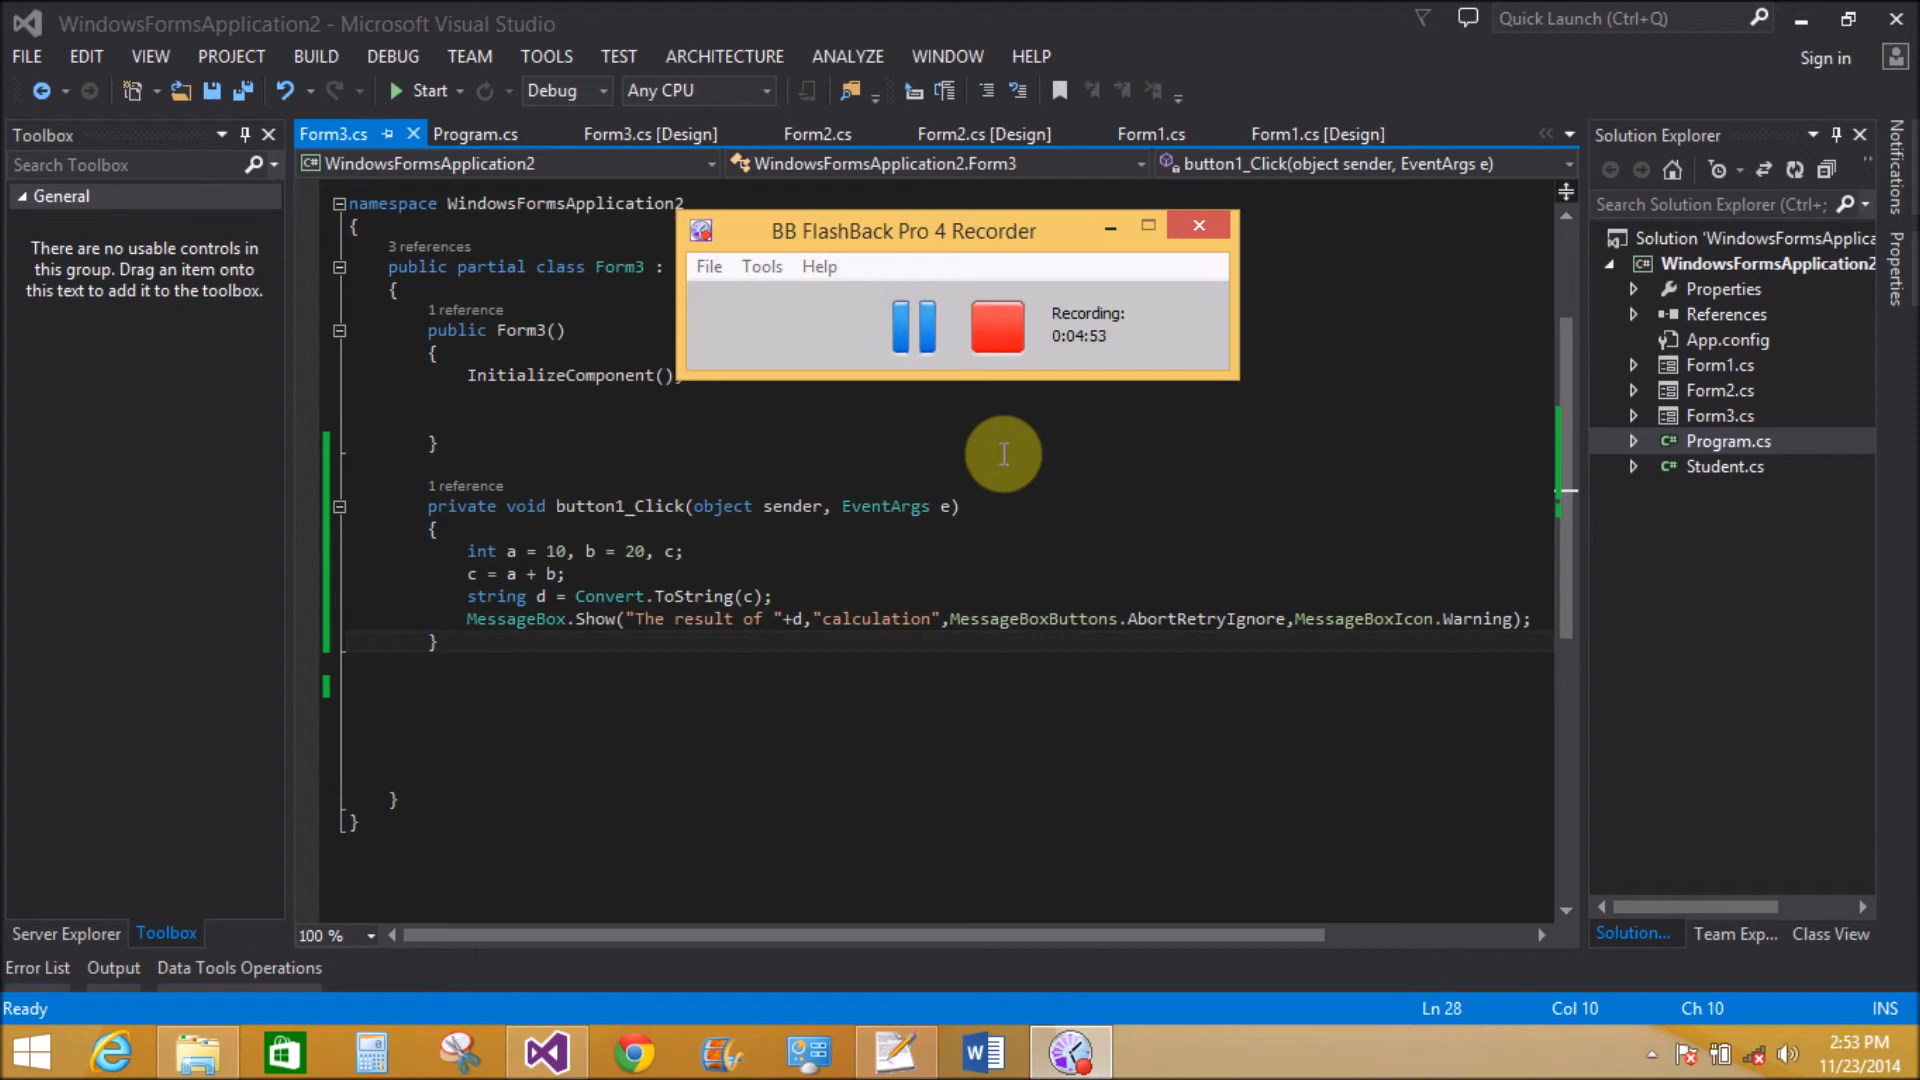 WindowsFormsApplication2 - Microsoft Visual Studio
Quick Launch (Ctrl+Q)
FILE EDIT VIEW PROJECT BUILD DEBUG TEAM TOOLS TEST ARCHITECTURE ANALYZE WINDOW HELP
Sign in
Start Debug Any CPU
Toolbox
Search Toolbox
General
There are no usable controls in
this group. Drag an item onto
this text to add it to the toolbox.
Form3.cs Program.cs Form3.cs [Design] Form2.cs Form2.cs [Design] Form1.cs Form1.cs [Design]
C# WindowsFormsApplication2 WindowsFormsApplication2.Form3 button1_Click(object sender, EventArgs e)
namespace WindowsFormsApplication2
{
3 references
public partial class Form3 :
{
1 reference
public Form3()
{
InitializeComponent();
}
1 reference
private void button1_Click(object sender, EventArgs e)
{
int a = 10, b = 20, c;
c = a + b;
string d = Convert.ToString(c);
MessageBox.Show("The result of "+d,"calculation",MessageBoxButtons.AbortRetryIgnore,MessageBoxIcon.Warning);
}
}
}
BB FlashBack Pro 4 Recorder
File Tools Help
Recording:
0:04:53
Solution Explorer
Search Solution Explorer (Ctrl+;
Solution 'WindowsFormsApplica
C# WindowsFormsApplication2
Properties
References
App.config
Form1.cs
Form2.cs
Form3.cs
C# Program.cs
C# Student.cs
Notifications
Properties
Server Explorer Toolbox
100 %
Solution... Team Exp... Class View
Error List Output Data Tools Operations
Ready
Ln 28 Col 10 Ch 10 INS
2:53 PM
11/23/2014